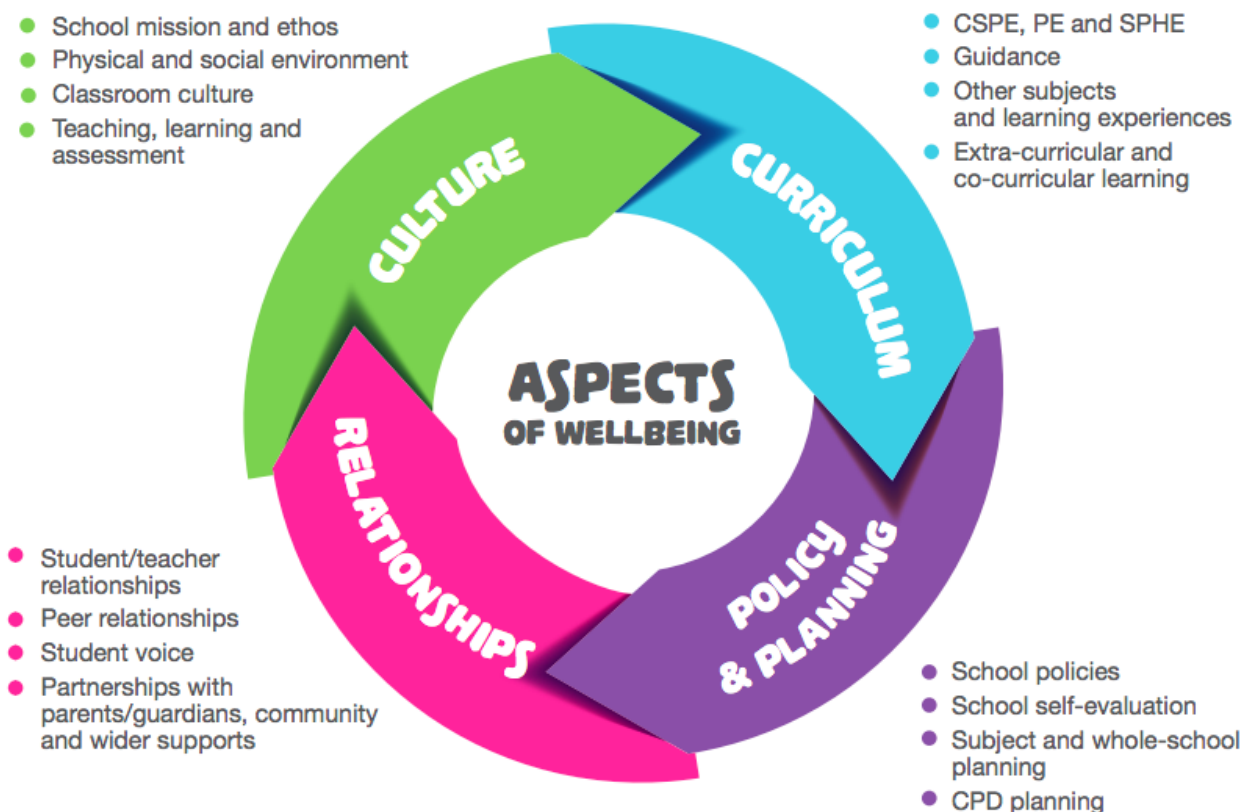 School mission and ethos
Physical and social environment
Classroom culture
Teaching, learning and
assessment
CSPE, PE and SPHE
Guidance
Other subjects
and learning experiences
Extra-curricular and
co-curricular learning
CULTURE
CURRICULUM
ASPECTS
OF WELLBEING
RELATIONSHIPS
POLICY
& PLANNING
Student/teacher
relationships
Peer relationships
Student voice
Partnerships with
parents/guardians, community
and wider supports
School policies
School self-evaluation
Subject and whole-school
planning
CPD planning